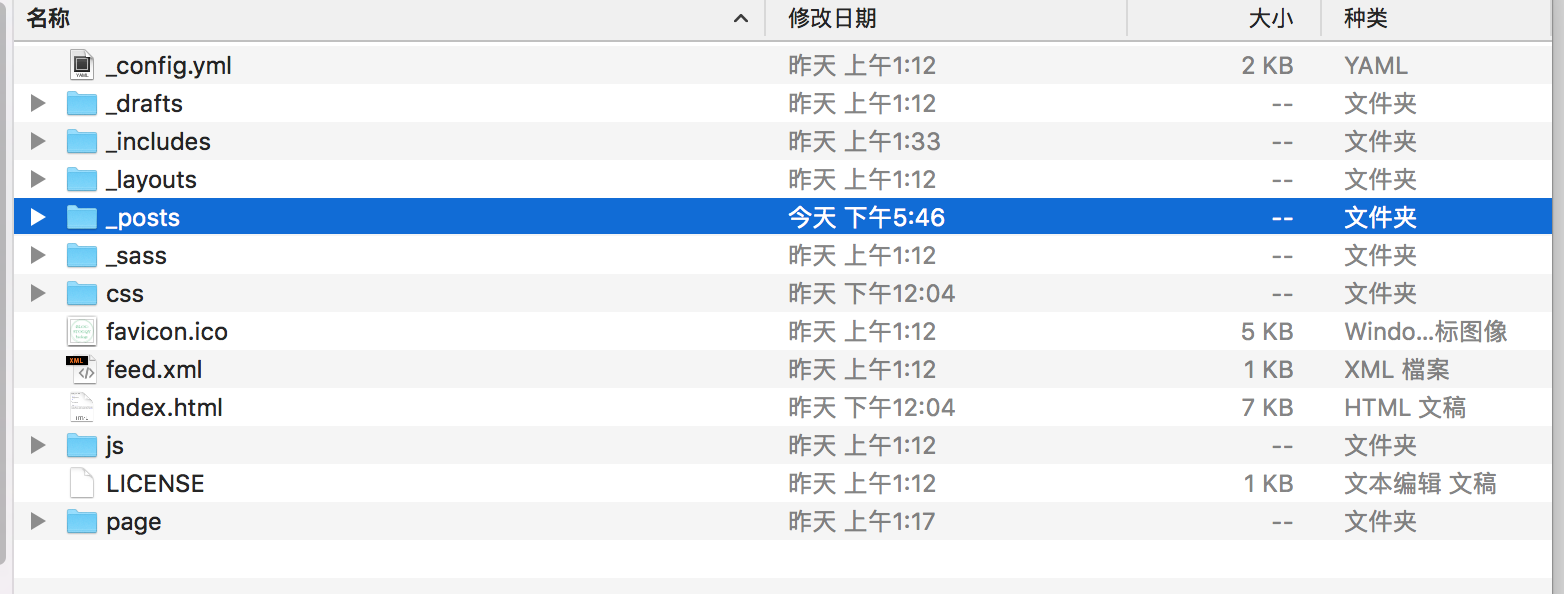 名称 修改日期 大小 种类
_config.yml 昨天 上午1:12 2 KB YAML
_drafts 昨天 上午1:12 -- 文件夹
_includes 昨天 上午1:33 -- 文件夹
_layouts 昨天 上午1:12 -- 文件夹
_posts 今天 下午5:46 -- 文件夹
_sass 昨天 上午1:12 -- 文件夹
css 昨天 下午12:04 -- 文件夹
favicon.ico 昨天 上午1:12 5 KB Windo...标图像
feed.xml 昨天 上午1:12 1 KB XML 檔案
index.html 昨天 下午12:04 7 KB HTML 文稿
js 昨天 上午1:12 -- 文件夹
LICENSE 昨天 上午1:12 1 KB 文本编辑 文稿
page 昨天 上午1:17 -- 文件夹